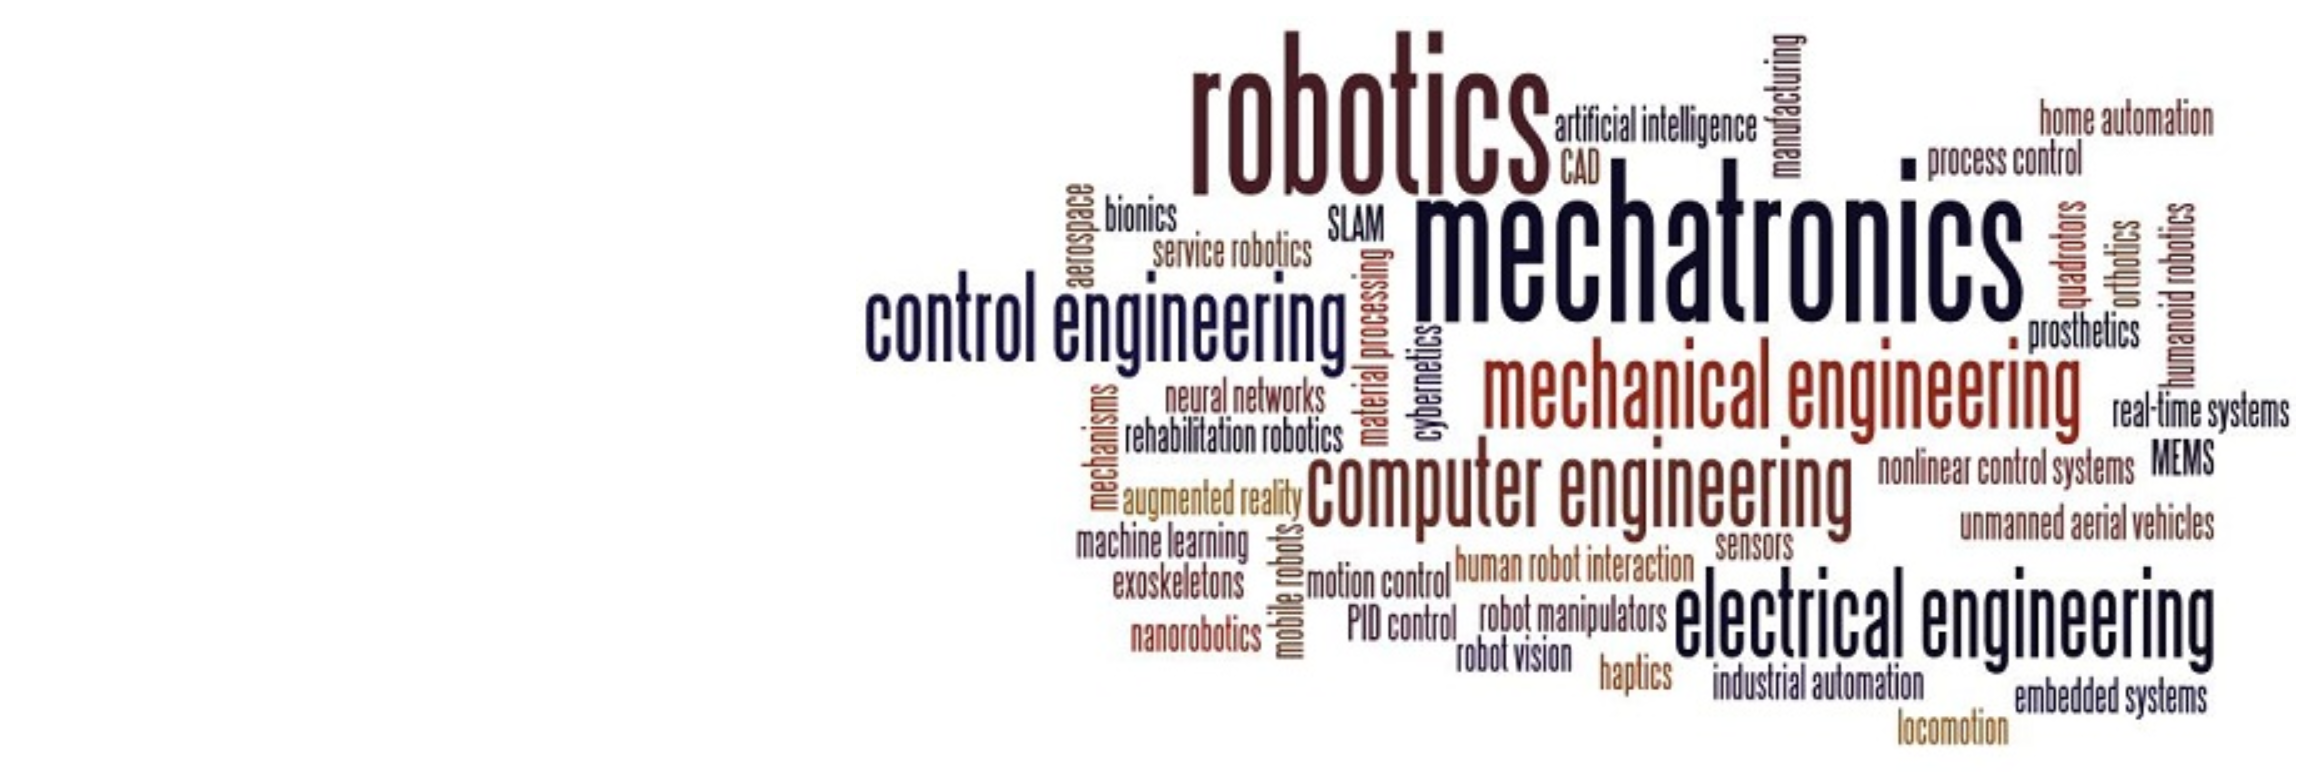 robotics
manufacturing
artificial intelligence
home automation
CAD
process control
mechatronics
aerospace
bionics
SLAM
service robotics
quadrotors
orthotics
humanoid robotics
material processing
control engineering
cybernetics
prosthetics
mechanical engineering
mechanisms
neural networks
real-time systems
rehabilitation robotics
computer engineering
nonlinear control systems
MEMS
augmented reality
unmanned aerial vehicles
machine learning
mobile robots
sensors
human robot interaction
exoskeletons
motion control
electrical engineering
robot manipulators
PID control
nanorobotics
robot vision
haptics
industrial automation
embedded systems
locomotion